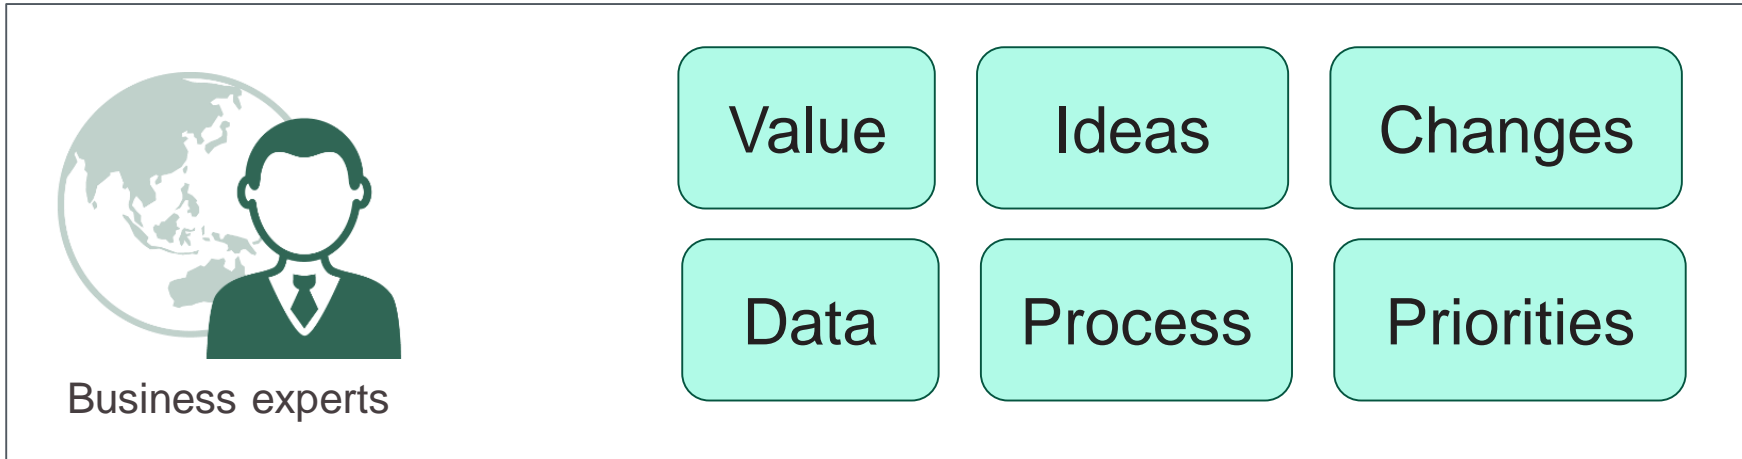 Value
Ideas
Changes
Data
Process
Priorities
Business experts